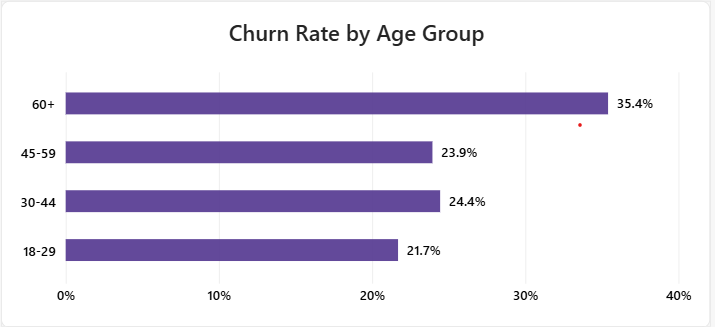 Churn Rate by Age Group
60+ 35.4%
45-59 23.9%
30-44 24.4%
18-29 21.7%
0% 10% 20% 30% 40%